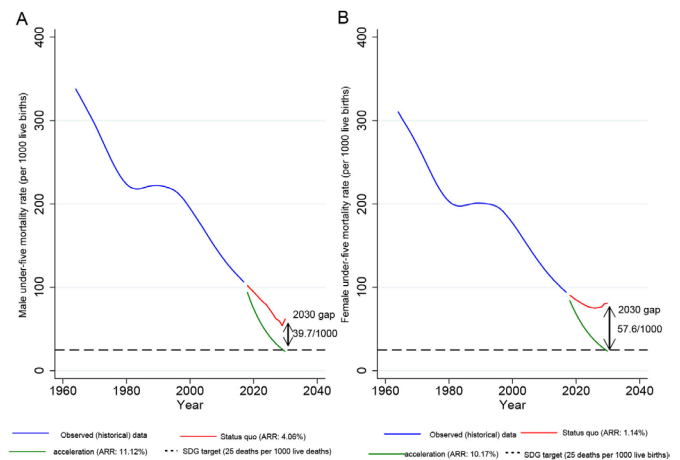 A
Male under-five mortality rate (per 1000 live births)
400
300
200
100
0
2030 gap
39.7/1000
1960 1980 2000 2020 2040
Year
Observed (historical) data
Status quo (ARR: 4.06%)
acceleration (ARR: 11.12%)
SDG target (25 deaths per 1000 live deaths)
B
Female under-five mortality rate (per 1000 live births)
400
300
200
100
0
2030 gap
57.6/1000
1960 1980 2000 2020 2040
Year
Observed (historical) data
Status quo (ARR: 1.14%)
acceleration (ARR: 10.17%)
SDG target (25 deaths per 1000 live births)